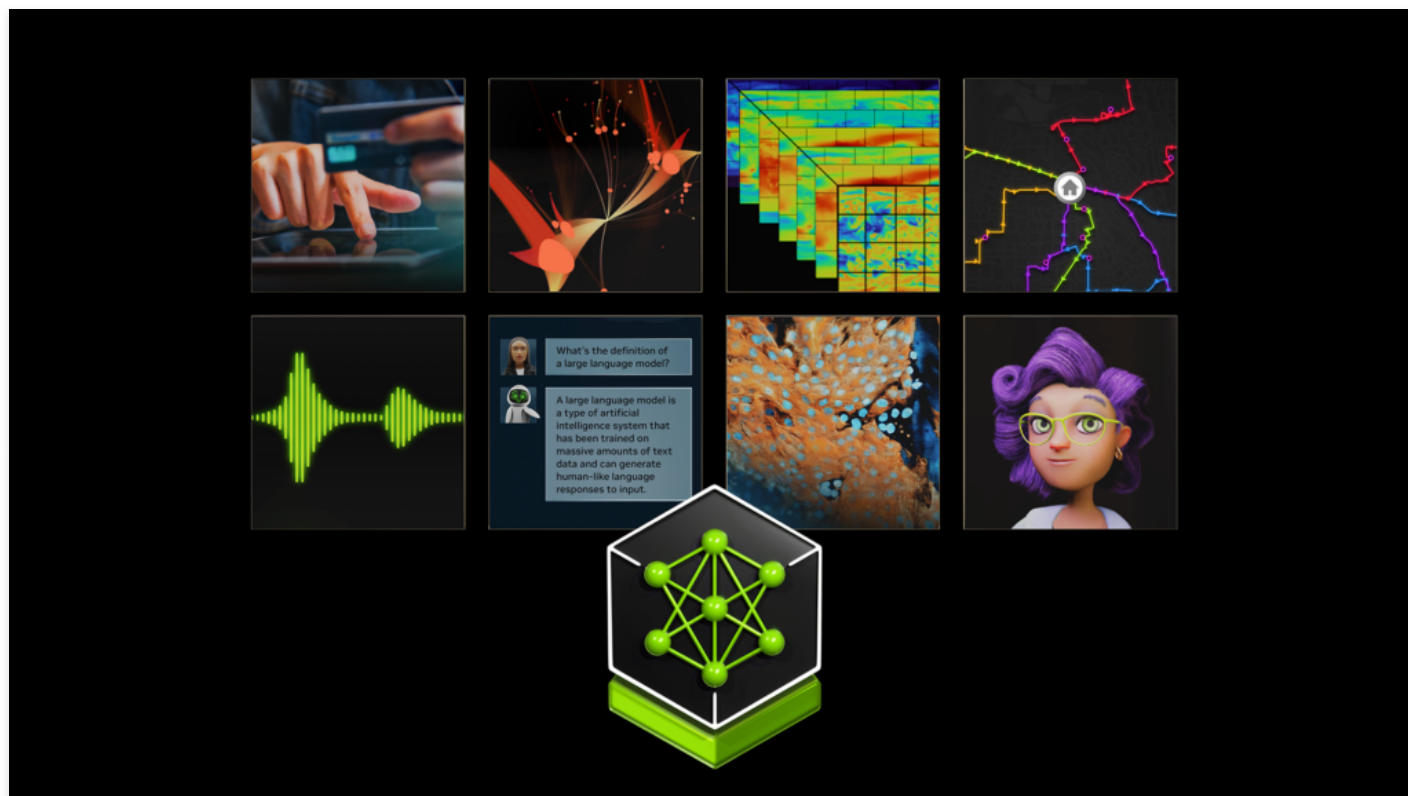 What's the definition of
a large language model?
A large language model is
a type of artificial
intelligence system that
has been trained on
massive amounts of text
data and can generate
human-like language
responses to input.